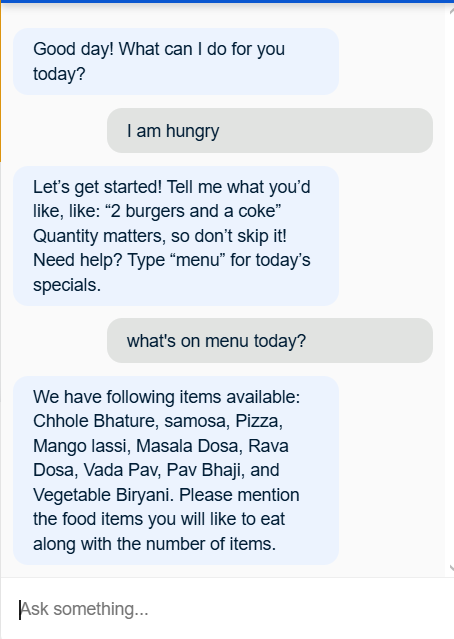 Good day! What can I do for you
today?
I am hungry
Let’s get started! Tell me what you’d
like, like: “2 burgers and a coke”
Quantity matters, so don’t skip it!
Need help? Type “menu” for today’s
specials.
what's on menu today?
We have following items available:
Chhole Bhature, samosa, Pizza,
Mango lassi, Masala Dosa, Rava
Dosa, Vada Pav, Pav Bhaji, and
Vegetable Biryani. Please mention
the food items you will like to eat
along with the number of items.
Ask something...